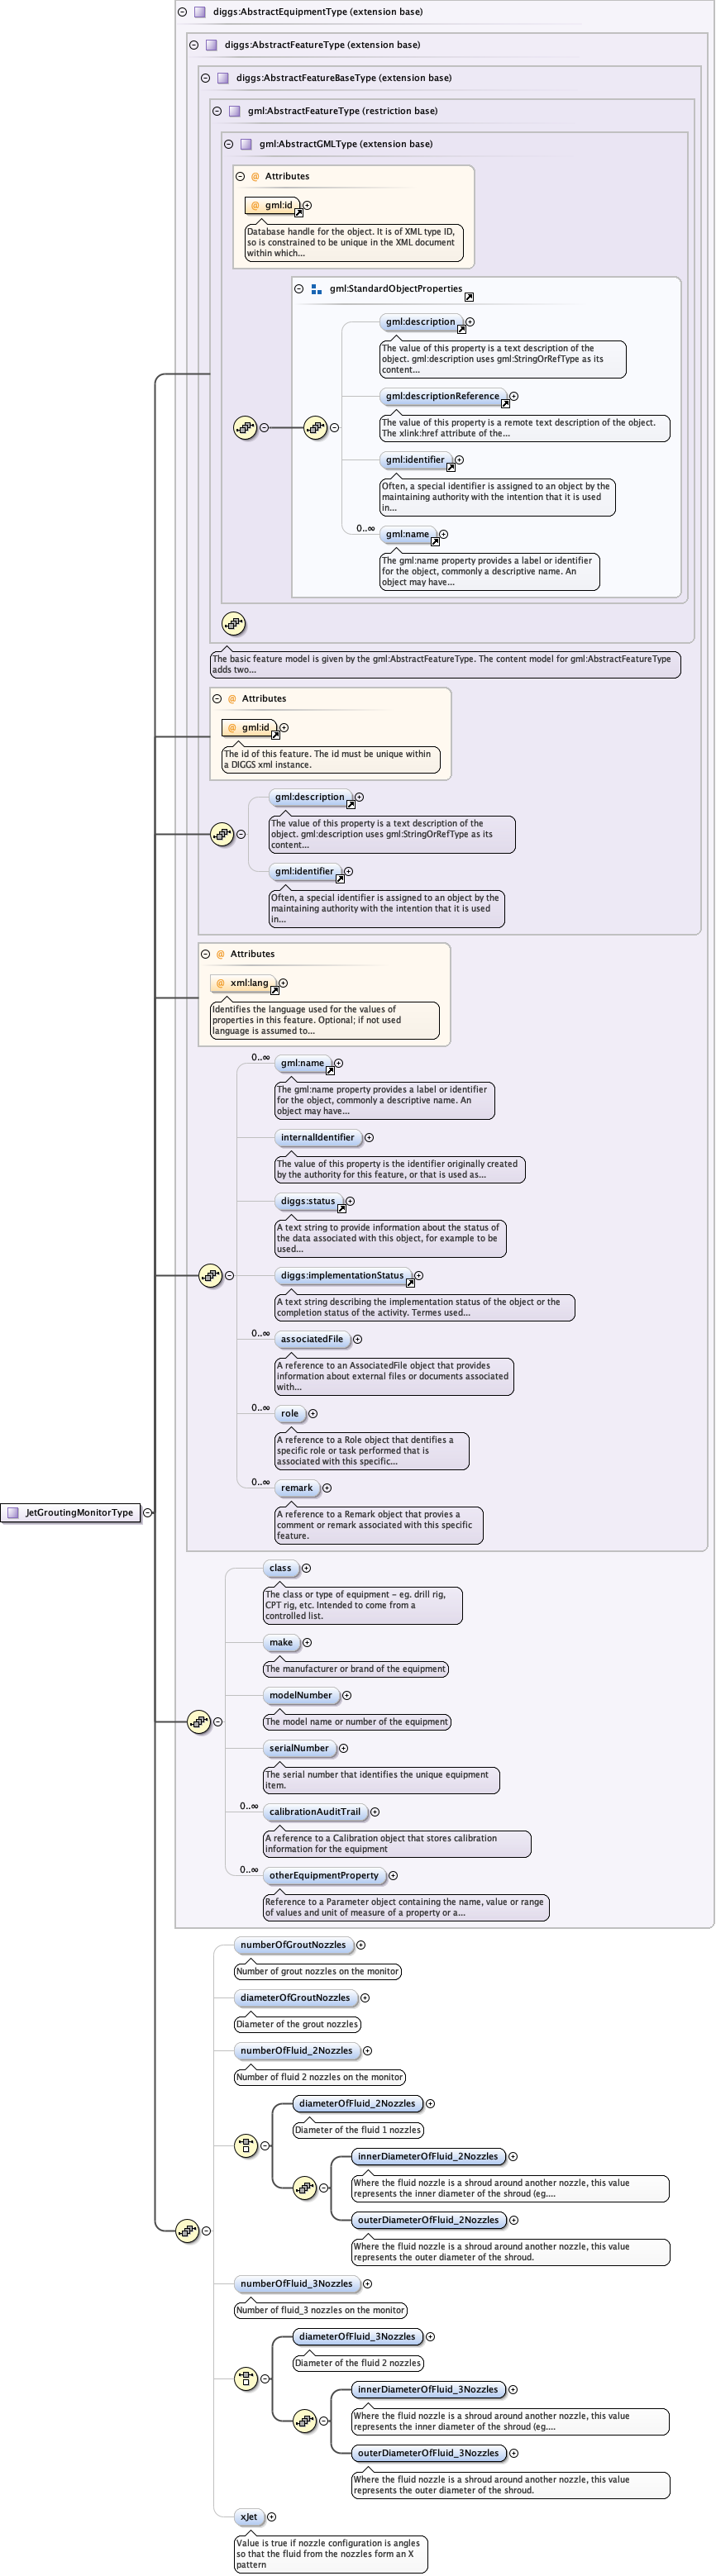 diggs:AbstractEquipmentType (extension base)
diggs:AbstractFeatureType (extension base)
diggs:AbstractFeatureBaseType (extension base)
gml:AbstractFeatureType (restriction base)
gml:AbstractGMLType (extension base)
@ Attributes
@ gml:id
Database handle for the object. It is of XML type ID,
so is constrained to be unique in the XML document
within which...
gml:StandardObjectProperties
gml:description
The value of this property is a text description of the
object. gml:description uses gml:StringOrRefType as its
content...
gml:descriptionReference
The value of this property is a remote text description of the object.
The xlink:href attribute of the...
gml:identifier
Often, a special identifier is assigned to an object by the
maintaining authority with the intention that it is used
in...
0..∞
gml:name
The gml:name property provides a label or identifier
for the object, commonly a descriptive name. An
object may have...
The basic feature model is given by the gml:AbstractFeatureType. The content model for gml:AbstractFeatureType
adds two...
@ Attributes
@ gml:id
The id of this feature. The id must be unique within
a DIGGS xml instance.
gml:description
The value of this property is a text description of the
object. gml:description uses gml:StringOrRefType as its
content...
gml:identifier
Often, a special identifier is assigned to an object by the
maintaining authority with the intention that it is used
in...
@ Attributes
@ xml:lang
Identifies the language used for the values of
properties in this feature. Optional; if not used
language is assumed to...
0..∞
gml:name
The gml:name property provides a label or identifier
for the object, commonly a descriptive name. An
object may have...
internalIdentifier
The value of this property is the identifier originally created
by the authority for this feature, or that is used as...
diggs:status
A text string to provide information about the status of
the data associated with this object, for example to be
used...
diggs:implementationStatus
A text string describing the implementation status of the object or the
completion status of the activity. Termes used...
0..∞
associatedFile
A reference to an AssociatedFile object that provides
information about external files or documents associated
with...
0..∞
role
A reference to a Role object that dentifies a
specific role or task performed that is
associated with this specific...
0..∞
remark
A reference to a Remark object that provies a
comment or remark associated with this specific
feature.
JetGroutingMonitorType
class
The class or type of equipment - eg. drill rig,
CPT rig, etc. Intended to come from a
controlled list.
make
The manufacturer or brand of the equipment
modelNumber
The model name or number of the equipment
serialNumber
The serial number that identifies the unique equipment
item.
0..∞
calibrationAuditTrail
A reference to a Calibration object that stores calibration
information for the equipment
0..∞
otherEquipmentProperty
Reference to a Parameter object containing the name, value or range
of values and unit of measure of a property or a...
numberOfGroutNozzles
Number of grout nozzles on the monitor
diameterOfGroutNozzles
Diameter of the grout nozzles
numberOfFluid_2Nozzles
Number of fluid 2 nozzles on the monitor
diameterOfFluid_2Nozzles
Diameter of the fluid 1 nozzles
innerDiameterOfFluid_2Nozzles
Where the fluid nozzle is a shroud around another nozzle, this value
represents the inner diameter of the shroud (eg....
outerDiameterOfFluid_2Nozzles
Where the fluid nozzle is a shroud around another nozzle, this value
represents the outer diameter of the shroud.
numberOfFluid_3Nozzles
Number of fluid_3 nozzles on the monitor
diameterOfFluid_3Nozzles
Diameter of the fluid 2 nozzles
innerDiameterOfFluid_3Nozzles
Where the fluid nozzle is a shroud around another nozzle, this value
represents the inner diameter of the shroud (eg....
outerDiameterOfFluid_3Nozzles
Where the fluid nozzle is a shroud around another nozzle, this value
represents the outer diameter of the shroud.
xJet
Value is true if nozzle configuration is angles
so that the fluid from the nozzles form an X
pattern